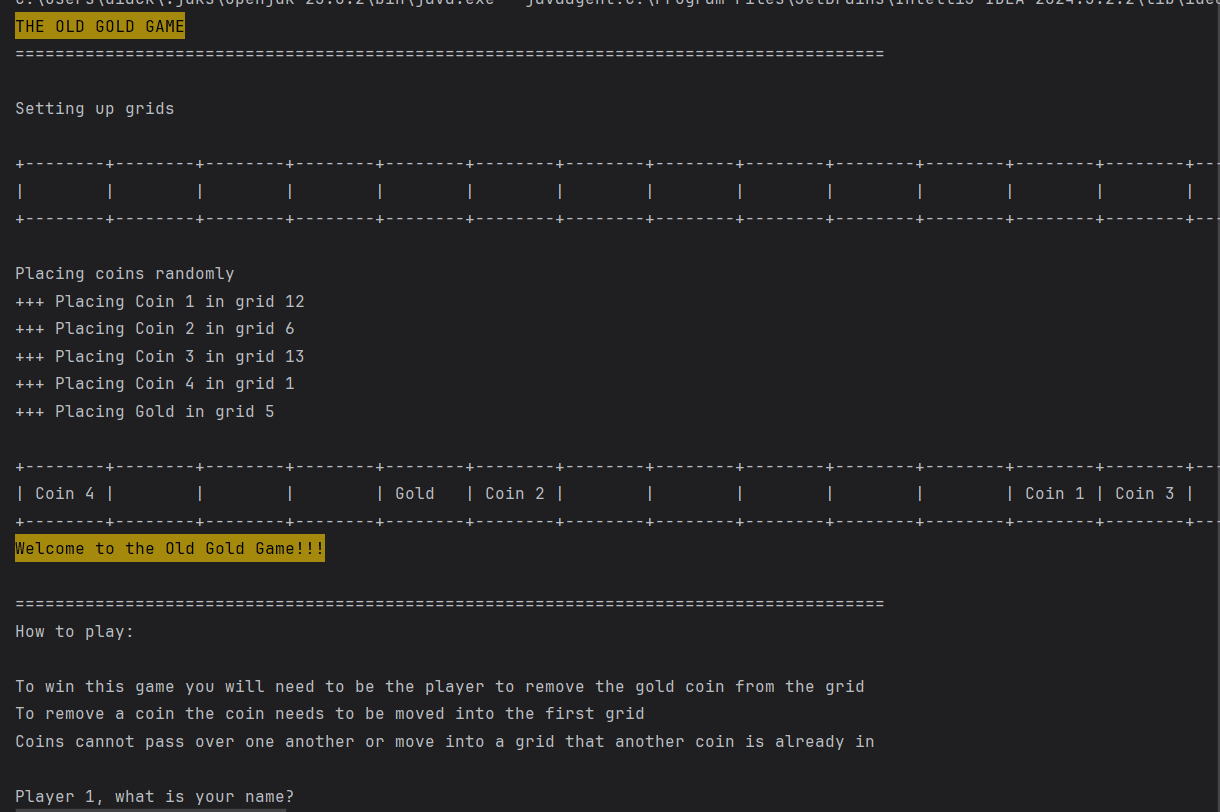 THE OLD GOLD GAME
=======================================================================================
Setting up grids
+--------+--------+--------+--------+--------+--------+--------+--------+--------+--------+--------+--------+--------+---
|        |        |        |        |        |        |        |        |        |        |        |        |        |
+--------+--------+--------+--------+--------+--------+--------+--------+--------+--------+--------+--------+--------+---
Placing coins randomly
+++ Placing Coin 1 in grid 12
+++ Placing Coin 2 in grid 6
+++ Placing Coin 3 in grid 13
+++ Placing Coin 4 in grid 1
+++ Placing Gold in grid 5
+--------+--------+--------+--------+--------+--------+--------+--------+--------+--------+--------+--------+--------+---
| Coin 4 |        |        |        | Gold   | Coin 2 |        |        |        |        |        | Coin 1 | Coin 3 |
+--------+--------+--------+--------+--------+--------+--------+--------+--------+--------+--------+--------+--------+---
Welcome to the Old Gold Game!!!
=======================================================================================
How to play:
To win this game you will need to be the player to remove the gold coin from the grid
To remove a coin the coin needs to be moved into the first grid
Coins cannot pass over one another or move into a grid that another coin is already in
Player 1, what is your name?